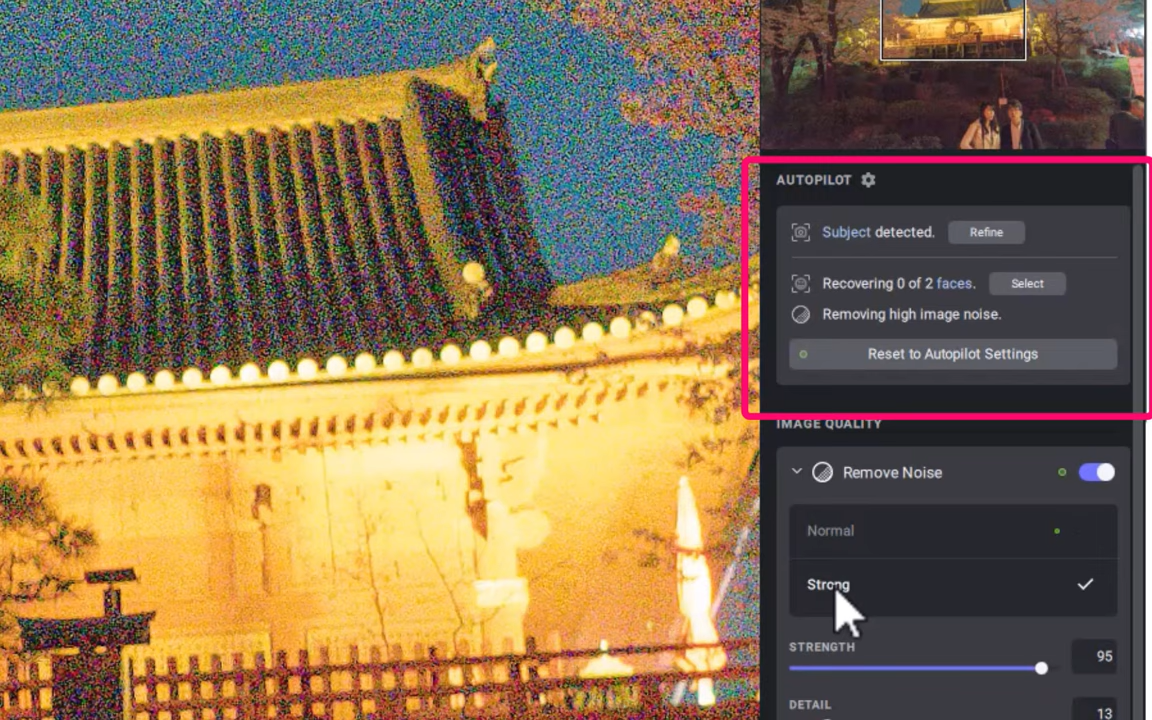 AUTOPILOT
Subject detected. Refine
Recovering 0 of 2 faces. Select
Removing high image noise.
Reset to Autopilot Settings
IMAGE QUALITY
Remove Noise
Normal
Strong
STRENGTH 95
DETAIL 13